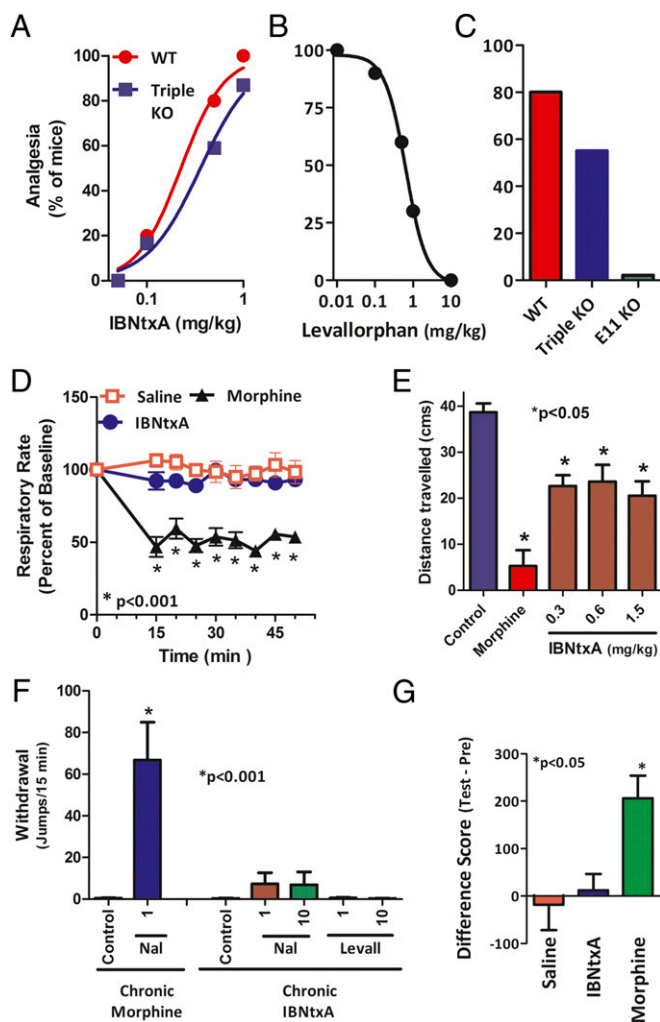 A
WT
Triple
KO
Analgesia
(% of mice)
100
80
60
40
20
0
0.1
1
IBNtxA (mg/kg)
B
100
75
50
25
0
0.01
0.1
1
10
Levallorphan (mg/kg)
C
100
80
60
40
20
0
WT
Triple KO
E11 KO
D
Saline
Morphine
IBNtxA
Respiratory Rate
(Percent of Baseline)
150
100
50
0
* * * * * * * *
* p<0.001
0 15 30 45
Time (min)
E
*p<0.05
Distance travelled (cms)
40
20
0
* * * *
Control
Morphine
0.3
0.6
1.5
IBNtxA (mg/kg)
F
Withdrawal
(Jumps/15 min)
100
80
60
40
20
0
*
*p<0.001
Control
1
Control
1
10
1
10
Nal
Nal
Levall
Chronic
Morphine
Chronic
IBNtxA
G
Difference Score (Test - Pre)
300
200
100
0
-100
*p<0.05
*
Saline
IBNtxA
Morphine